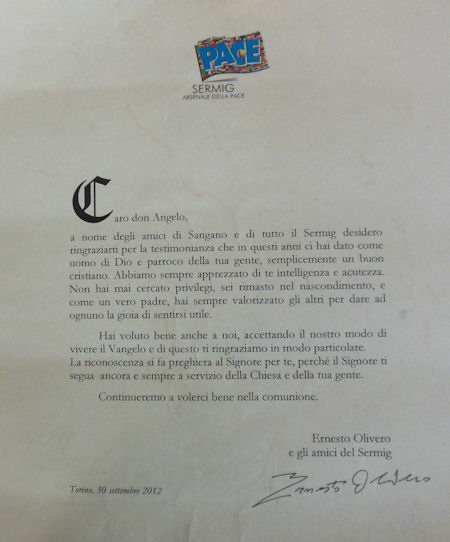 PACE
SERMIG
ARSENALE DELLA PACE
Caro don Angelo,
a nome degli amici di Sangano e di tutto il Sermig desidero
ringraziarti per la testimonianza che in questi anni ci hai dato come
uomo di Dio e parroco della tua gente, semplicemente un buon
cristiano. Abbiamo sempre apprezzato di te intelligenza e acutezza.
Non hai mai cercato privilegi, sei rimasto nel nascondimento, e
come un vero padre, hai sempre valorizzato gli altri per dare ad
ognuno la gioia di sentirsi utile.
Hai voluto bene anche a noi, accettando il nostro modo di
vivere il Vangelo e di questo ti ringraziamo in modo particolare.
La riconoscenza si fa preghiera al Signore per te, perché il Signore ti
segua ancora e sempre a servizio della Chiesa e della tua gente.
Continueremo a volerci bene nella comunione.
Ernesto Olivero
e gli amici del Sermig
Ernesto Olivero
Torino, 30 settembre 2012